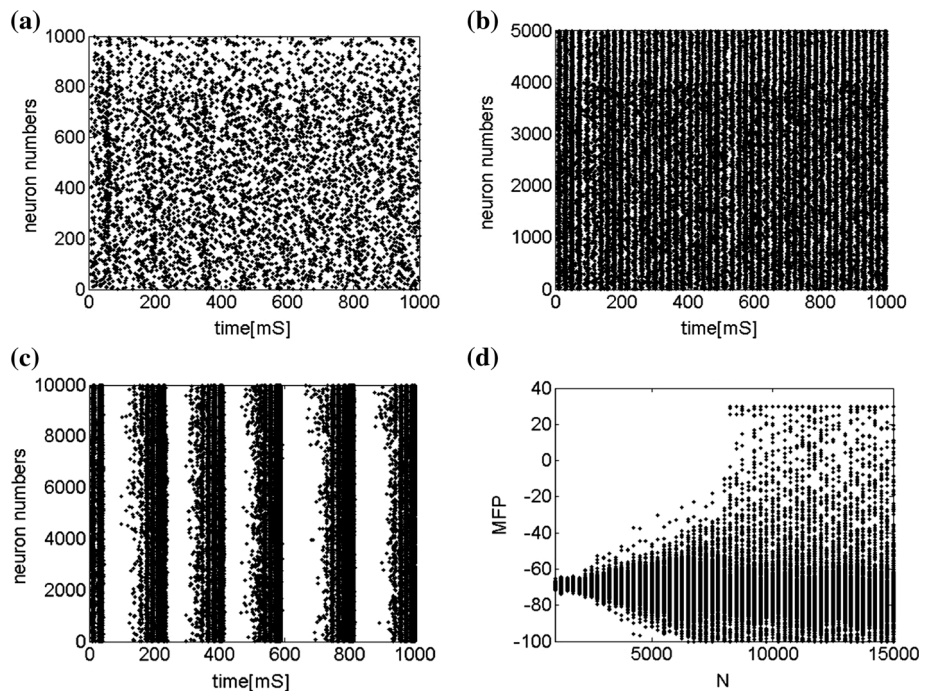 (a)
1000
800
600
400
200
0
neuron numbers
0 200 400 600 800 1000
time[mS]
(b)
5000
4000
3000
2000
1000
0
neuron numbers
0 200 400 600 800 1000
time[mS]
(c)
10000
8000
6000
4000
2000
0
neuron numbers
0 200 400 600 800 1000
time[mS]
(d)
40
20
0
-20
-40
-60
-80
-100
MFP
5000 10000 15000
N